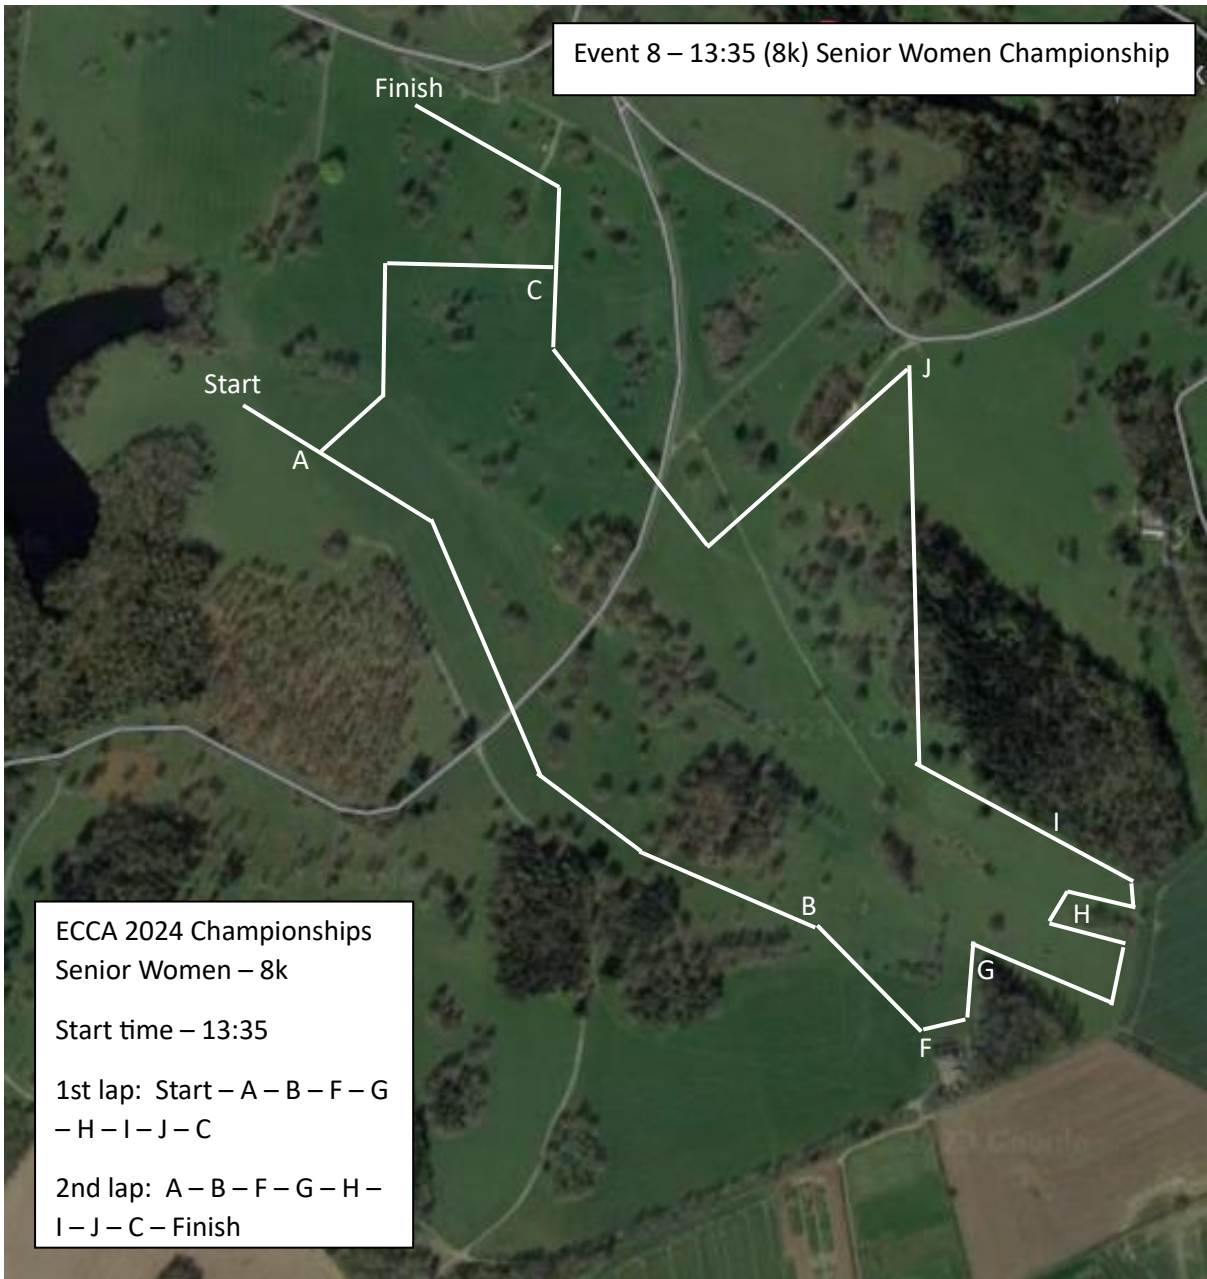 Event 8 – 13:35 (8k) Senior Women Championship
Finish
C
Start
J
A
I
B
H
G
F
ECCA 2024 Championships
Senior Women – 8k
Start time – 13:35
1st lap:  Start – A – B – F – G
– H – I – J – C
2nd lap:  A – B – F – G – H –
I – J – C – Finish